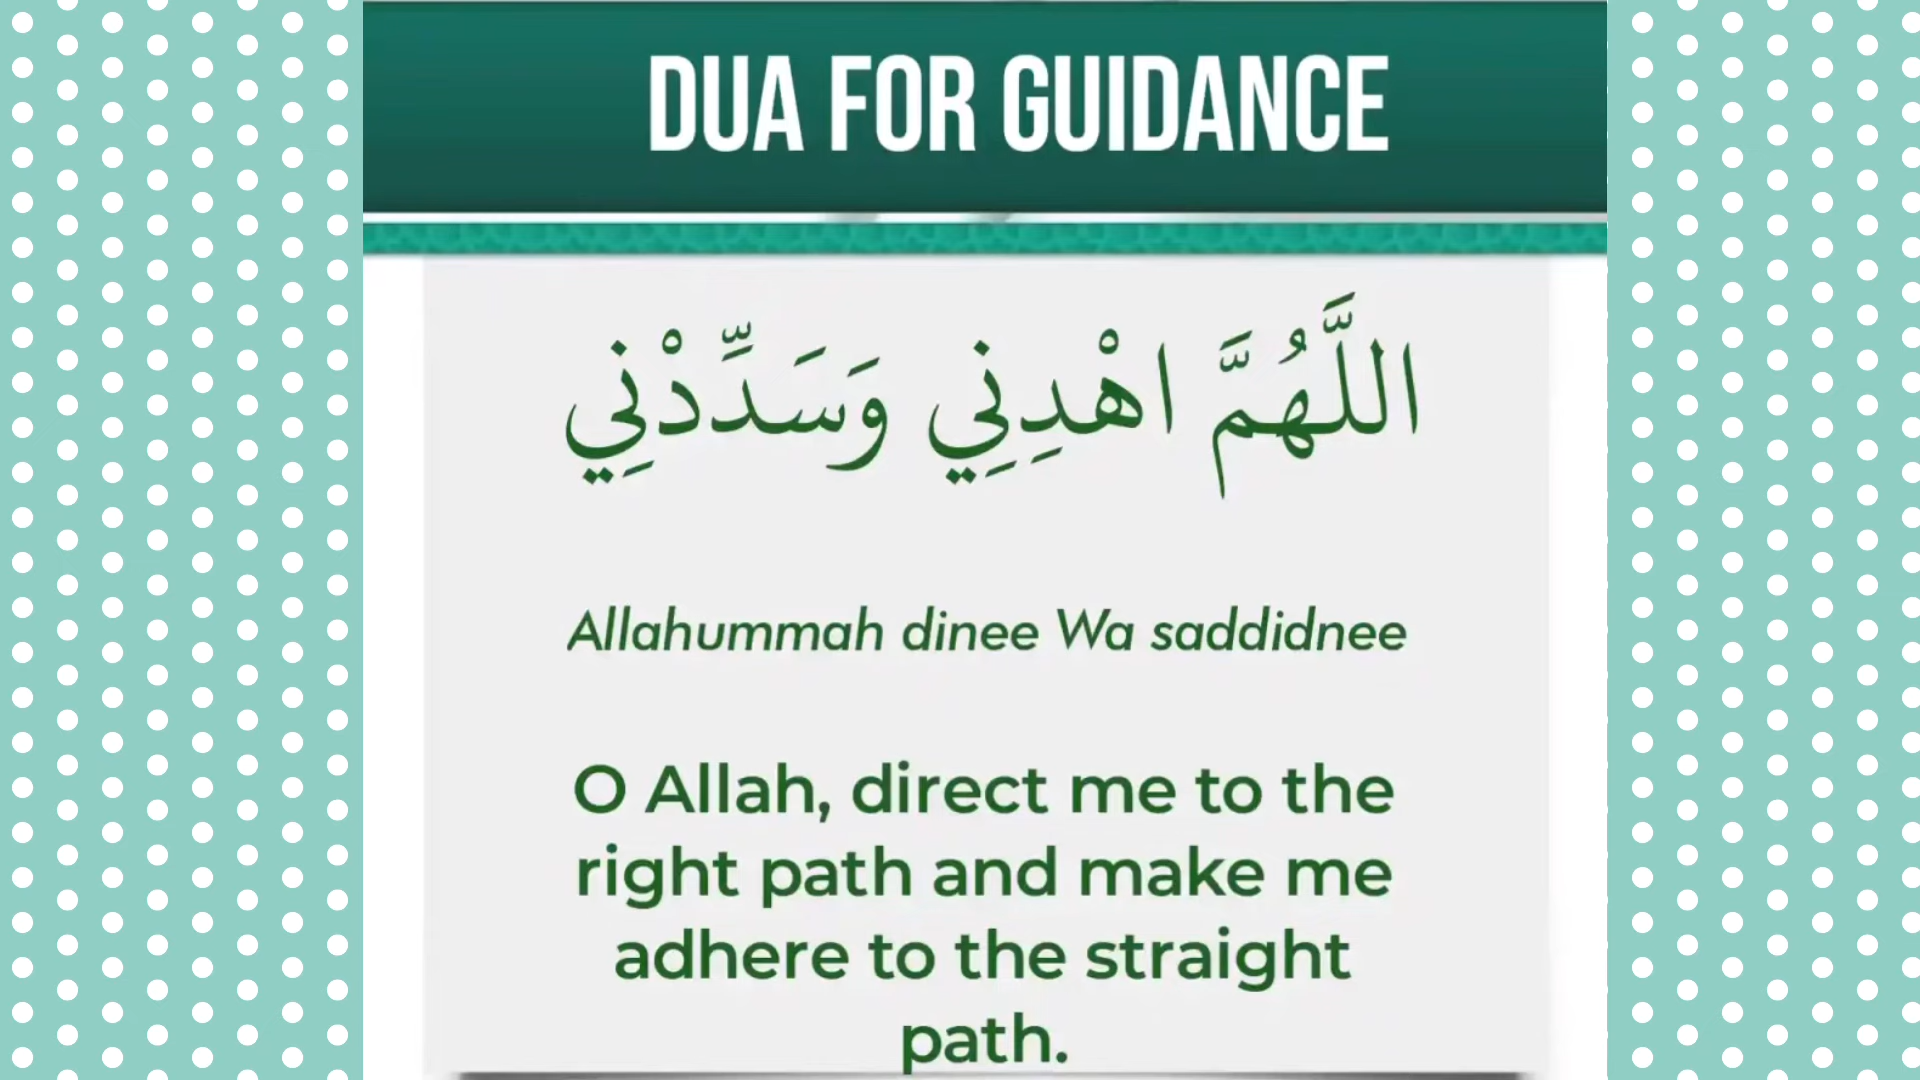 DUA FOR GUIDANCE
اللَّهُمَّ اهْدِنِي وَسَدِّدْنِي
Allahummah dinee Wa saddidnee
O Allah, direct me to the
right path and make me
adhere to the straight
path.